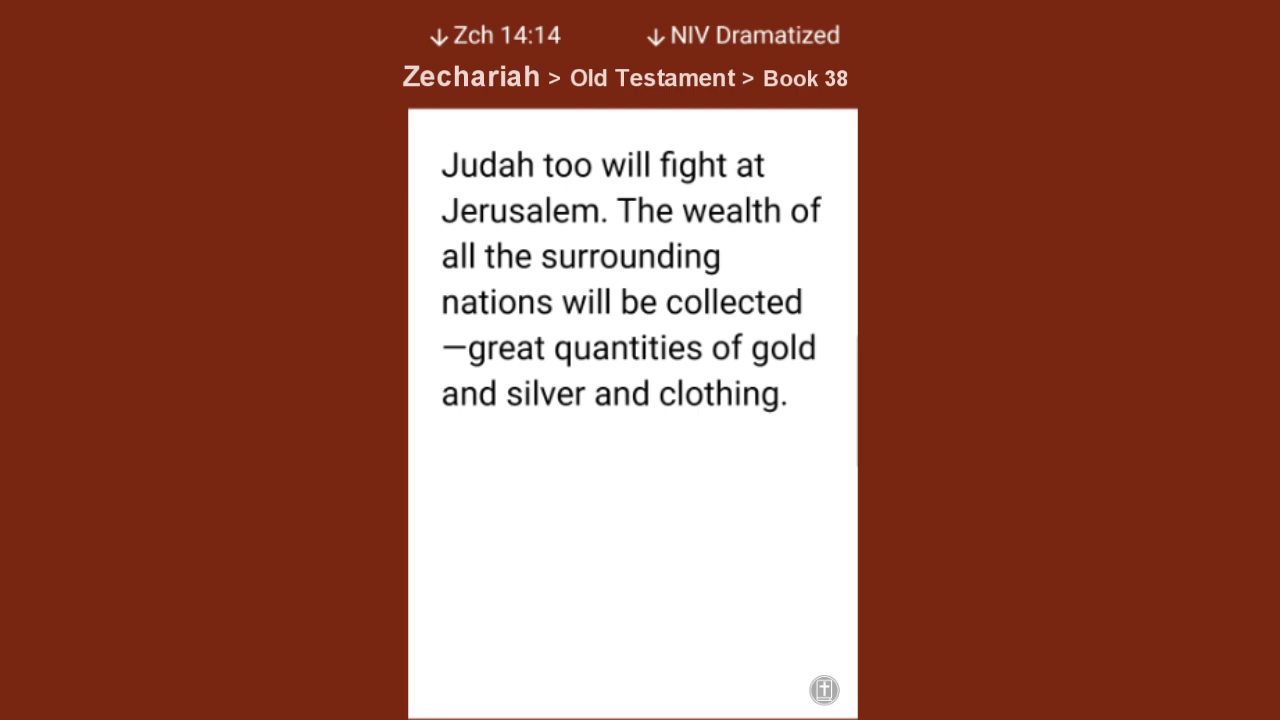 ↓ Zch 14:14 ↓ NIV Dramatized
Zechariah > Old Testament > Book 38
Judah too will fight at
Jerusalem. The wealth of
all the surrounding
nations will be collected
—great quantities of gold
and silver and clothing.